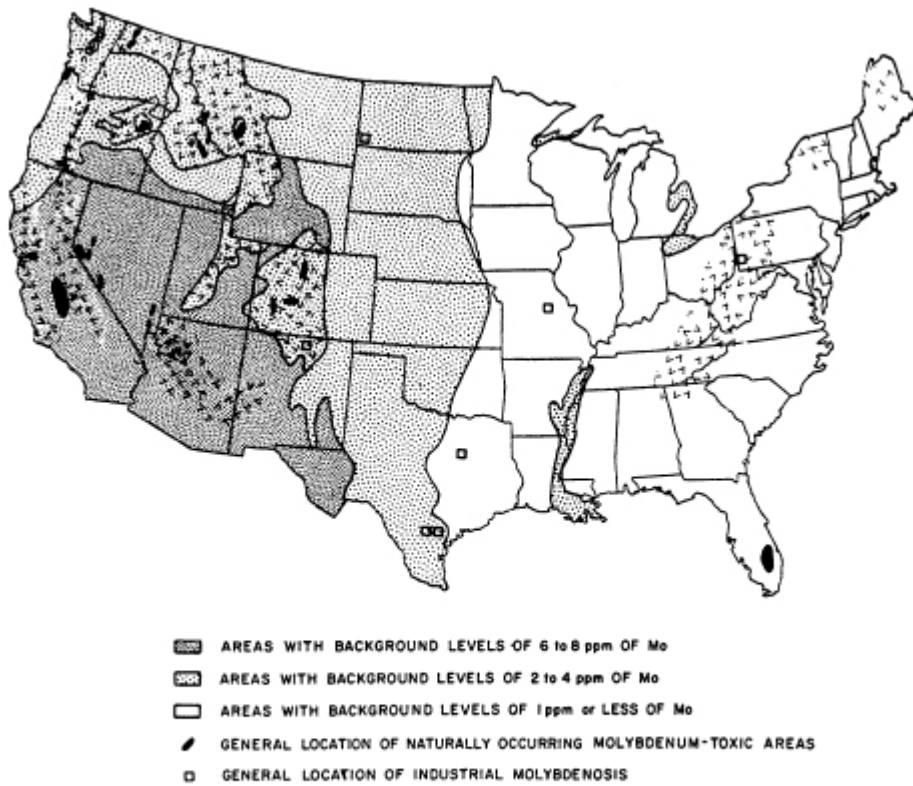 AREAS WITH BACKGROUND LEVELS OF 6 to 8 ppm OF Mo
AREAS WITH BACKGROUND LEVELS OF 2 to 4 ppm OF Mo
AREAS WITH BACKGROUND LEVELS OF 1 ppm or LESS OF Mo
GENERAL LOCATION OF NATURALLY OCCURRING MOLYBDENUM-TOXIC AREAS
GENERAL LOCATION OF INDUSTRIAL MOLYBDENOSIS